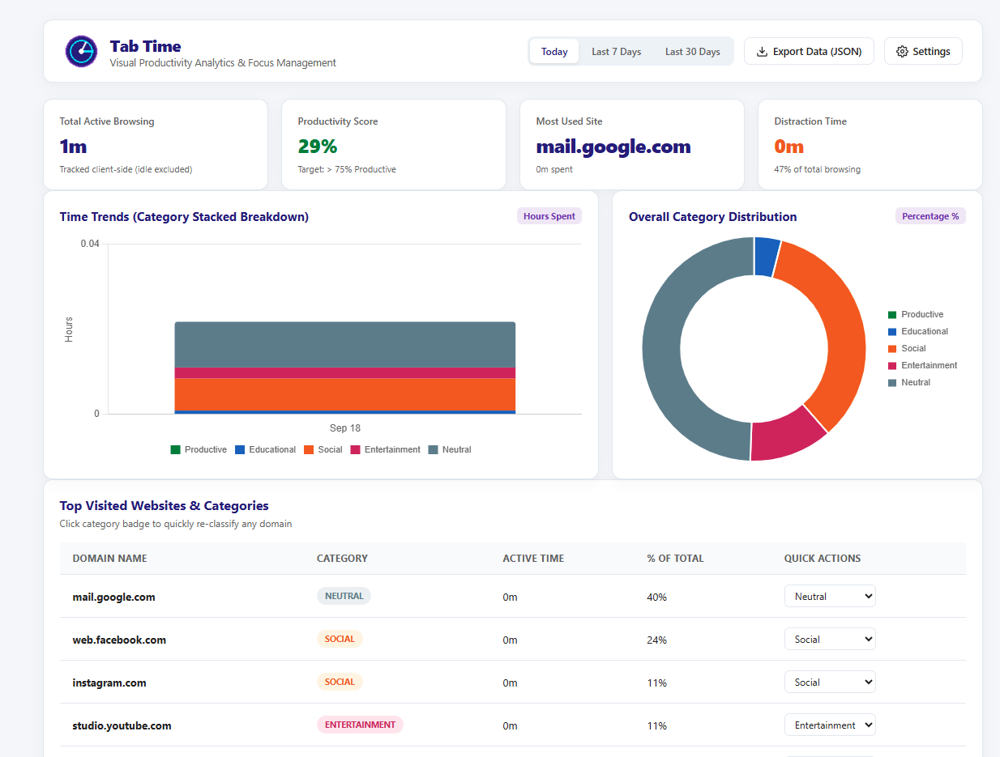 Tab Time
Visual Productivity Analytics & Focus Management
Today
Last 7 Days
Last 30 Days
Export Data (JSON)
Settings
Total Active Browsing
1m
Tracked client-side (idle excluded)
Productivity Score
29%
Target: > 75% Productive
Most Used Site
mail.google.com
0m spent
Distraction Time
0m
47% of total browsing
Time Trends (Category Stacked Breakdown)
Hours Spent
0.04
Hours
0
Sep 18
Productive
Educational
Social
Entertainment
Neutral
Overall Category Distribution
Percentage %
Productive
Educational
Social
Entertainment
Neutral
Top Visited Websites & Categories
Click category badge to quickly re-classify any domain
DOMAIN NAME CATEGORY ACTIVE TIME % OF TOTAL QUICK ACTIONS
mail.google.com NEUTRAL 0m 40% Neutral
web.facebook.com SOCIAL 0m 24% Social
instagram.com SOCIAL 0m 11% Social
studio.youtube.com ENTERTAINMENT 0m 11% Entertainment